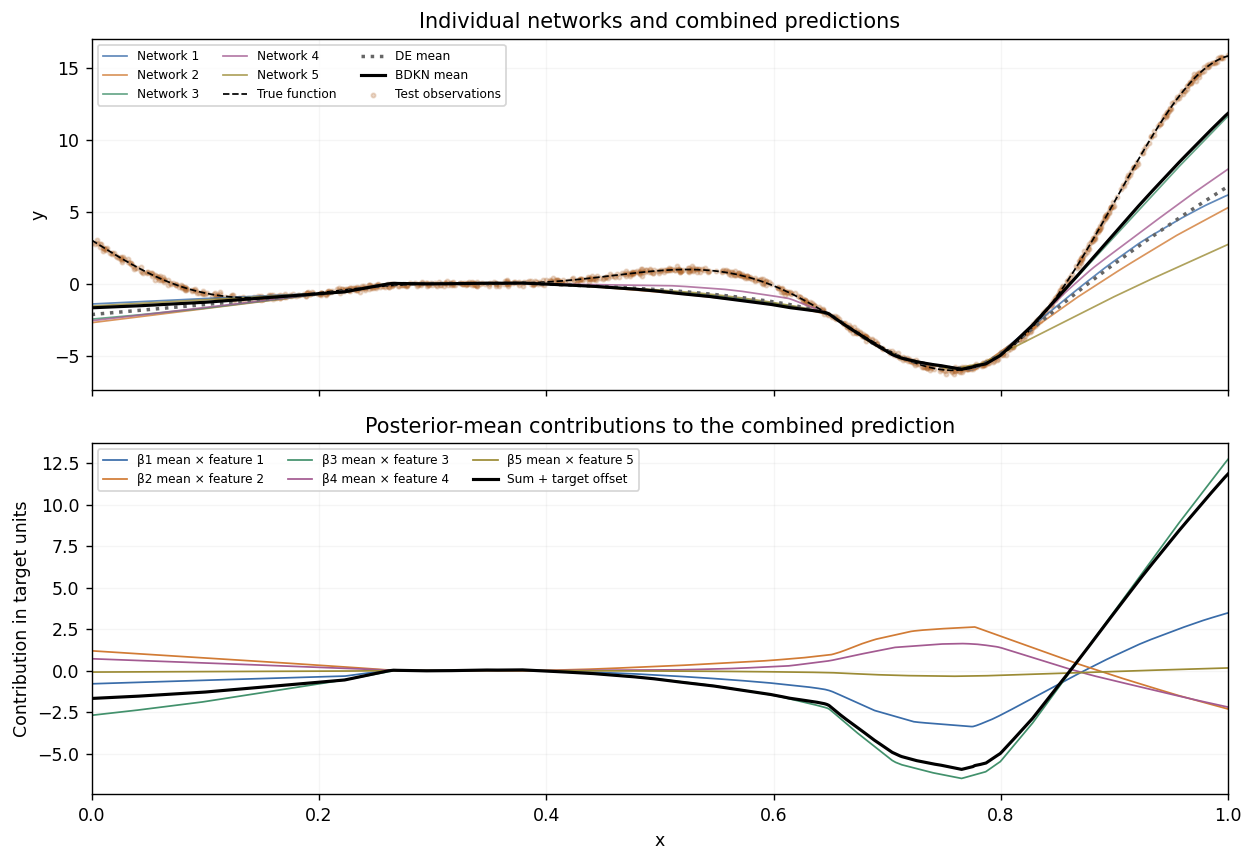 Individual networks and combined predictions
Network 1
Network 2
Network 3
Network 4
Network 5
True function
DE mean
BDKN mean
Test observations
15
10
5
0
−5
y
Posterior-mean contributions to the combined prediction
β1 mean × feature 1
β2 mean × feature 2
β3 mean × feature 3
β4 mean × feature 4
β5 mean × feature 5
Sum + target offset
12.5
10.0
7.5
5.0
2.5
0.0
−2.5
−5.0
Contribution in target units
0.0
0.2
0.4
0.6
0.8
1.0
x